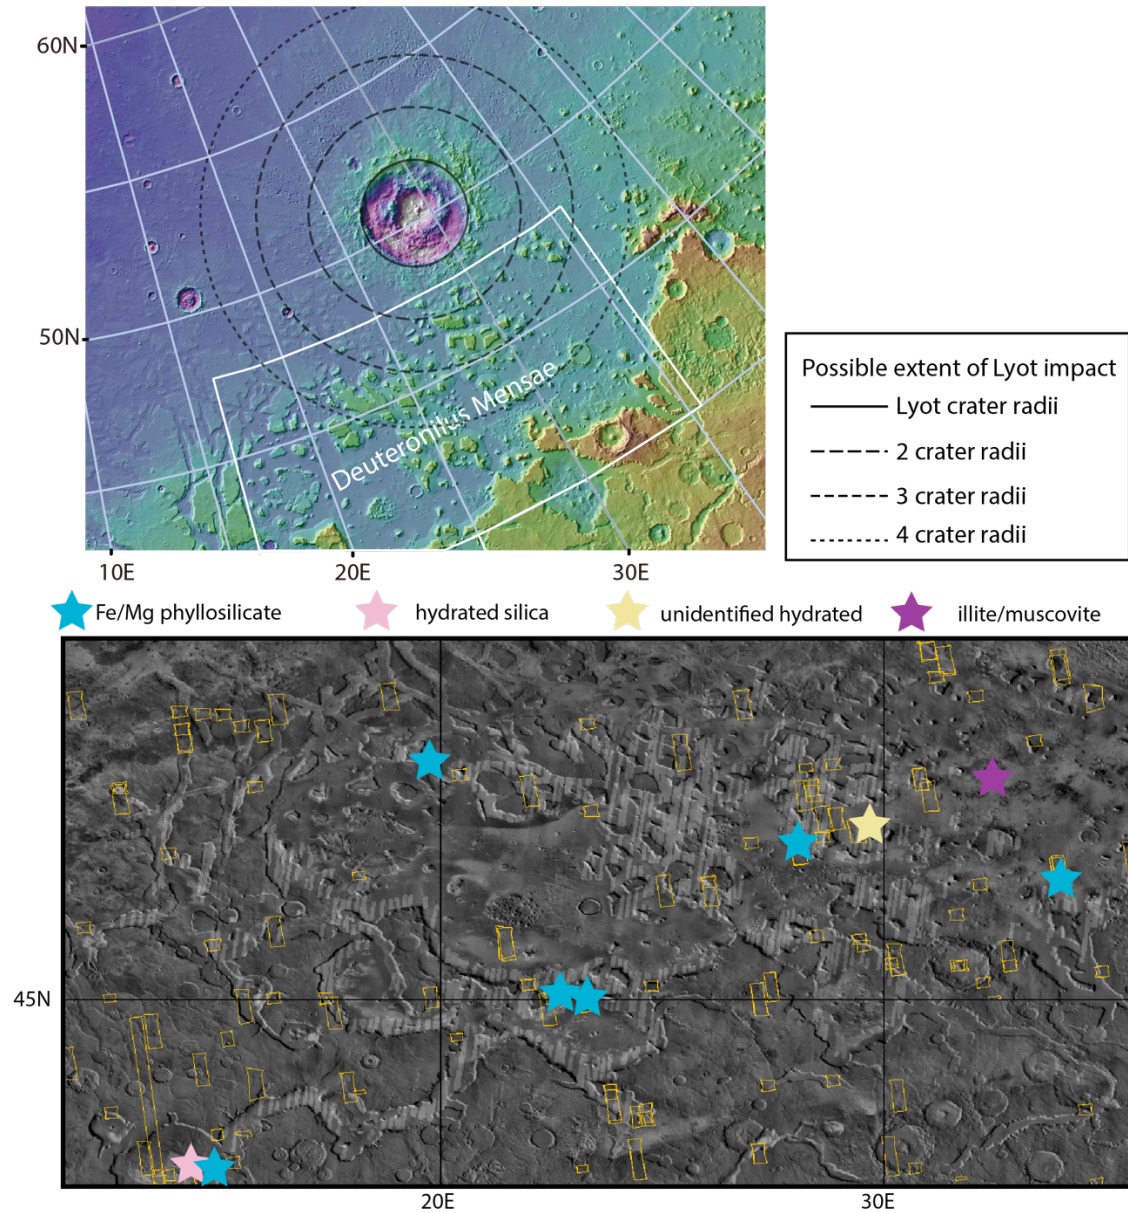 60N
50N
Deuteronilus Mensae
10E
20E
30E
Possible extent of Lyot impact
Lyot crater radii
2 crater radii
3 crater radii
4 crater radii
Fe/Mg phyllosilicate
hydrated silica
unidentified hydrated
illite/muscovite
45N
20E
30E